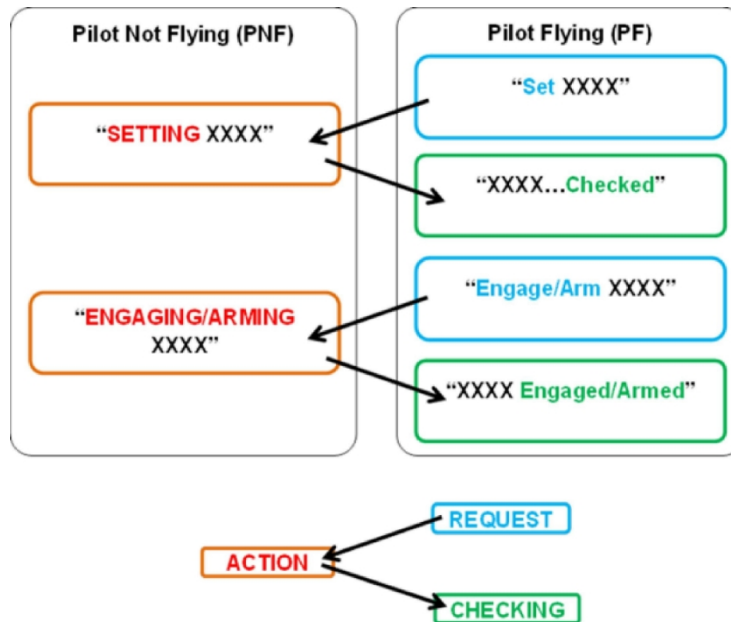 Pilot Not Flying (PNF)
Pilot Flying (PF)
“Set XXXX”
“SETTING XXXX”
“XXXX...Checked”
“Engage/Arm XXXX”
“ENGAGING/ARMING
XXXX”
“XXXX Engaged/Armed”
REQUEST
ACTION
CHECKING